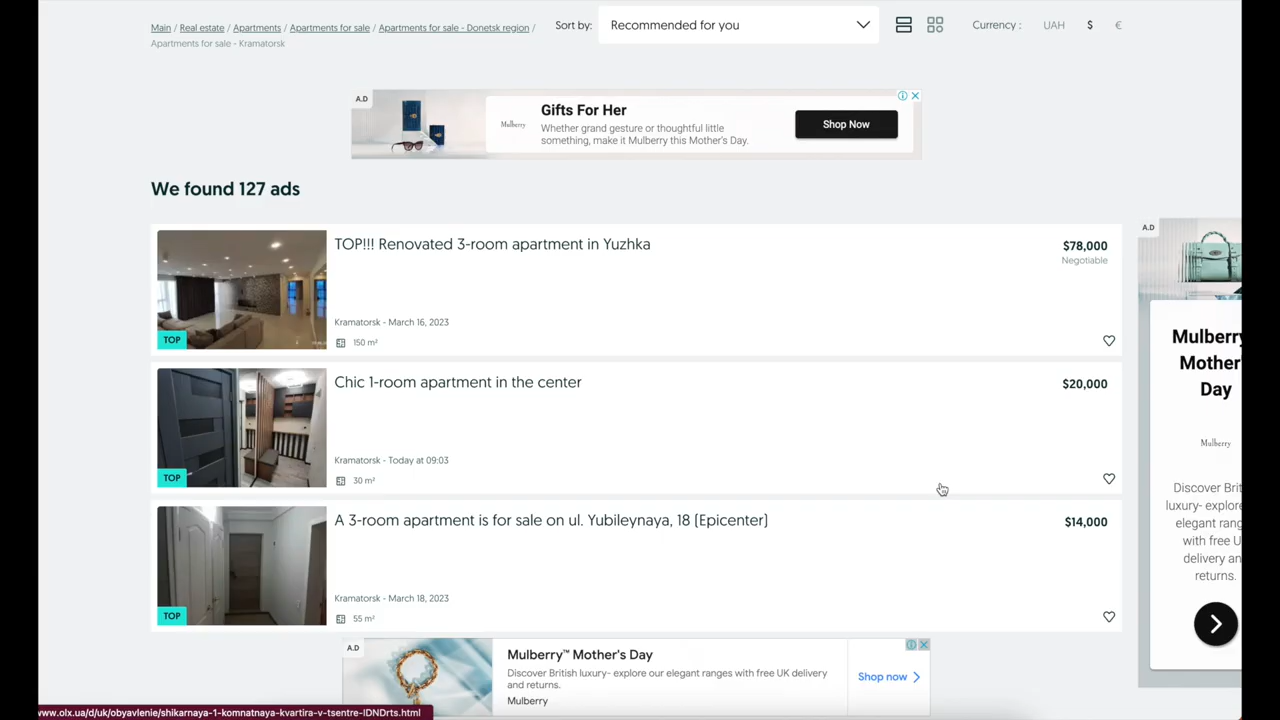 Main / Real estate / Apartments / Apartments for sale / Apartments for sale - Donetsk region /
Apartments for sale - Kramatorsk
Sort by: Recommended for you
Currency : UAH $ €
A.D
Gifts For Her
Mulberry
Whether grand gesture or thoughtful little
something, make it Mulberry this Mother's Day.
Shop Now
We found 127 ads
TOP!!! Renovated 3-room apartment in Yuzhka
$78,000
Negotiable
Kramatorsk - March 16, 2023
TOP
150 m²
Chic 1-room apartment in the center
$20,000
Kramatorsk - Today at 09:03
TOP
30 m²
A 3-room apartment is for sale on ul. Yubileynaya, 18 (Epicenter)
$14,000
Kramatorsk - March 18, 2023
TOP
55 m²
A.D
Mulberry
Mother'
Day
Mulberry
Discover Brit
luxury- explore
elegant rang
with free U
delivery an
returns.
A.D
Mulberry™ Mother's Day
Discover British luxury- explore our elegant ranges with free UK delivery
and returns.
Mulberry
Shop now
www.olx.ua/d/uk/obyavlenie/shikarnaya-1-komnatnaya-kvartira-v-tsentre-IDNDrts.html